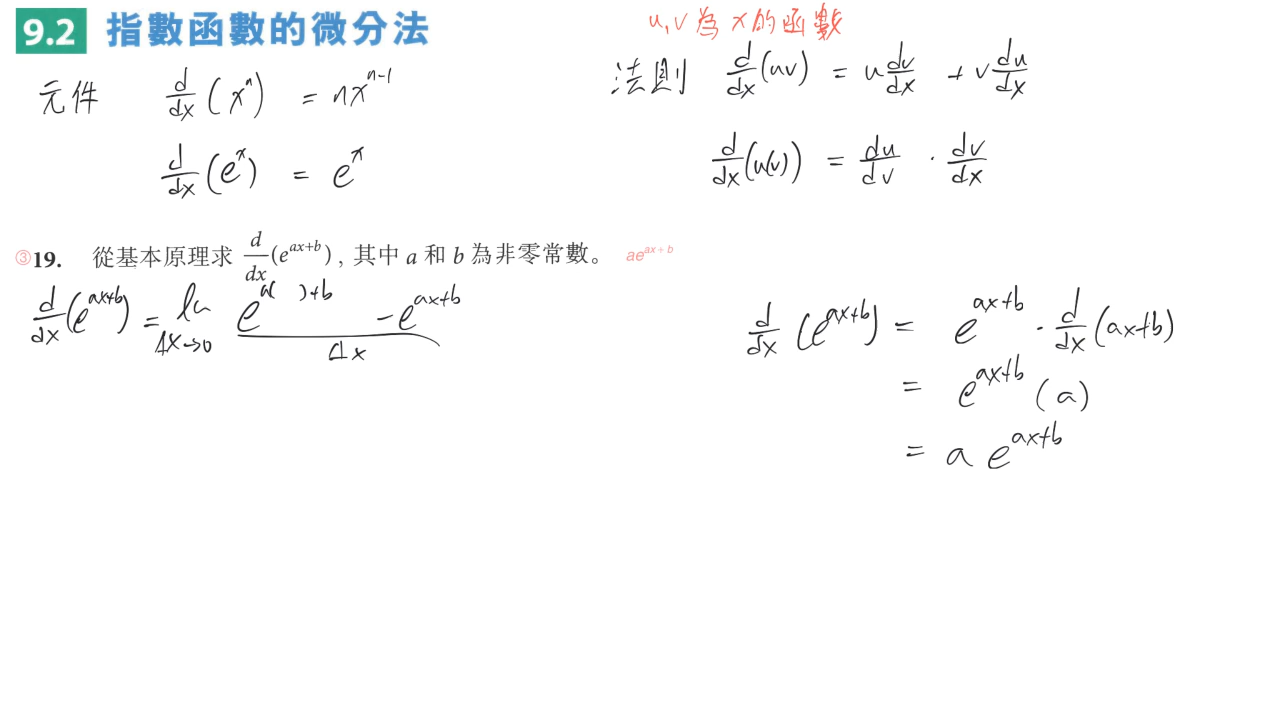 9.2 指數函數的微分法
u, v 為 x 的函數
元件 d/dx (x^n) = nx^(n-1)
法則 d/dx (uv) = u dv/dx + v du/dx
d/dx (e^x) = e^x
d/dx (u(v)) = du/dv · dv/dx
③19. 從基本原理求 d/dx (e^(ax+b)), 其中 a 和 b 為非零常數。 ae^(ax+b)
d/dx (e^(ax+b)) = lim Δx→0 (e^(a( )+b) - e^(ax+b)) / Δx
d/dx (e^(ax+b)) = e^(ax+b) · d/dx (ax+b)
= e^(ax+b) (a)
= a e^(ax+b)